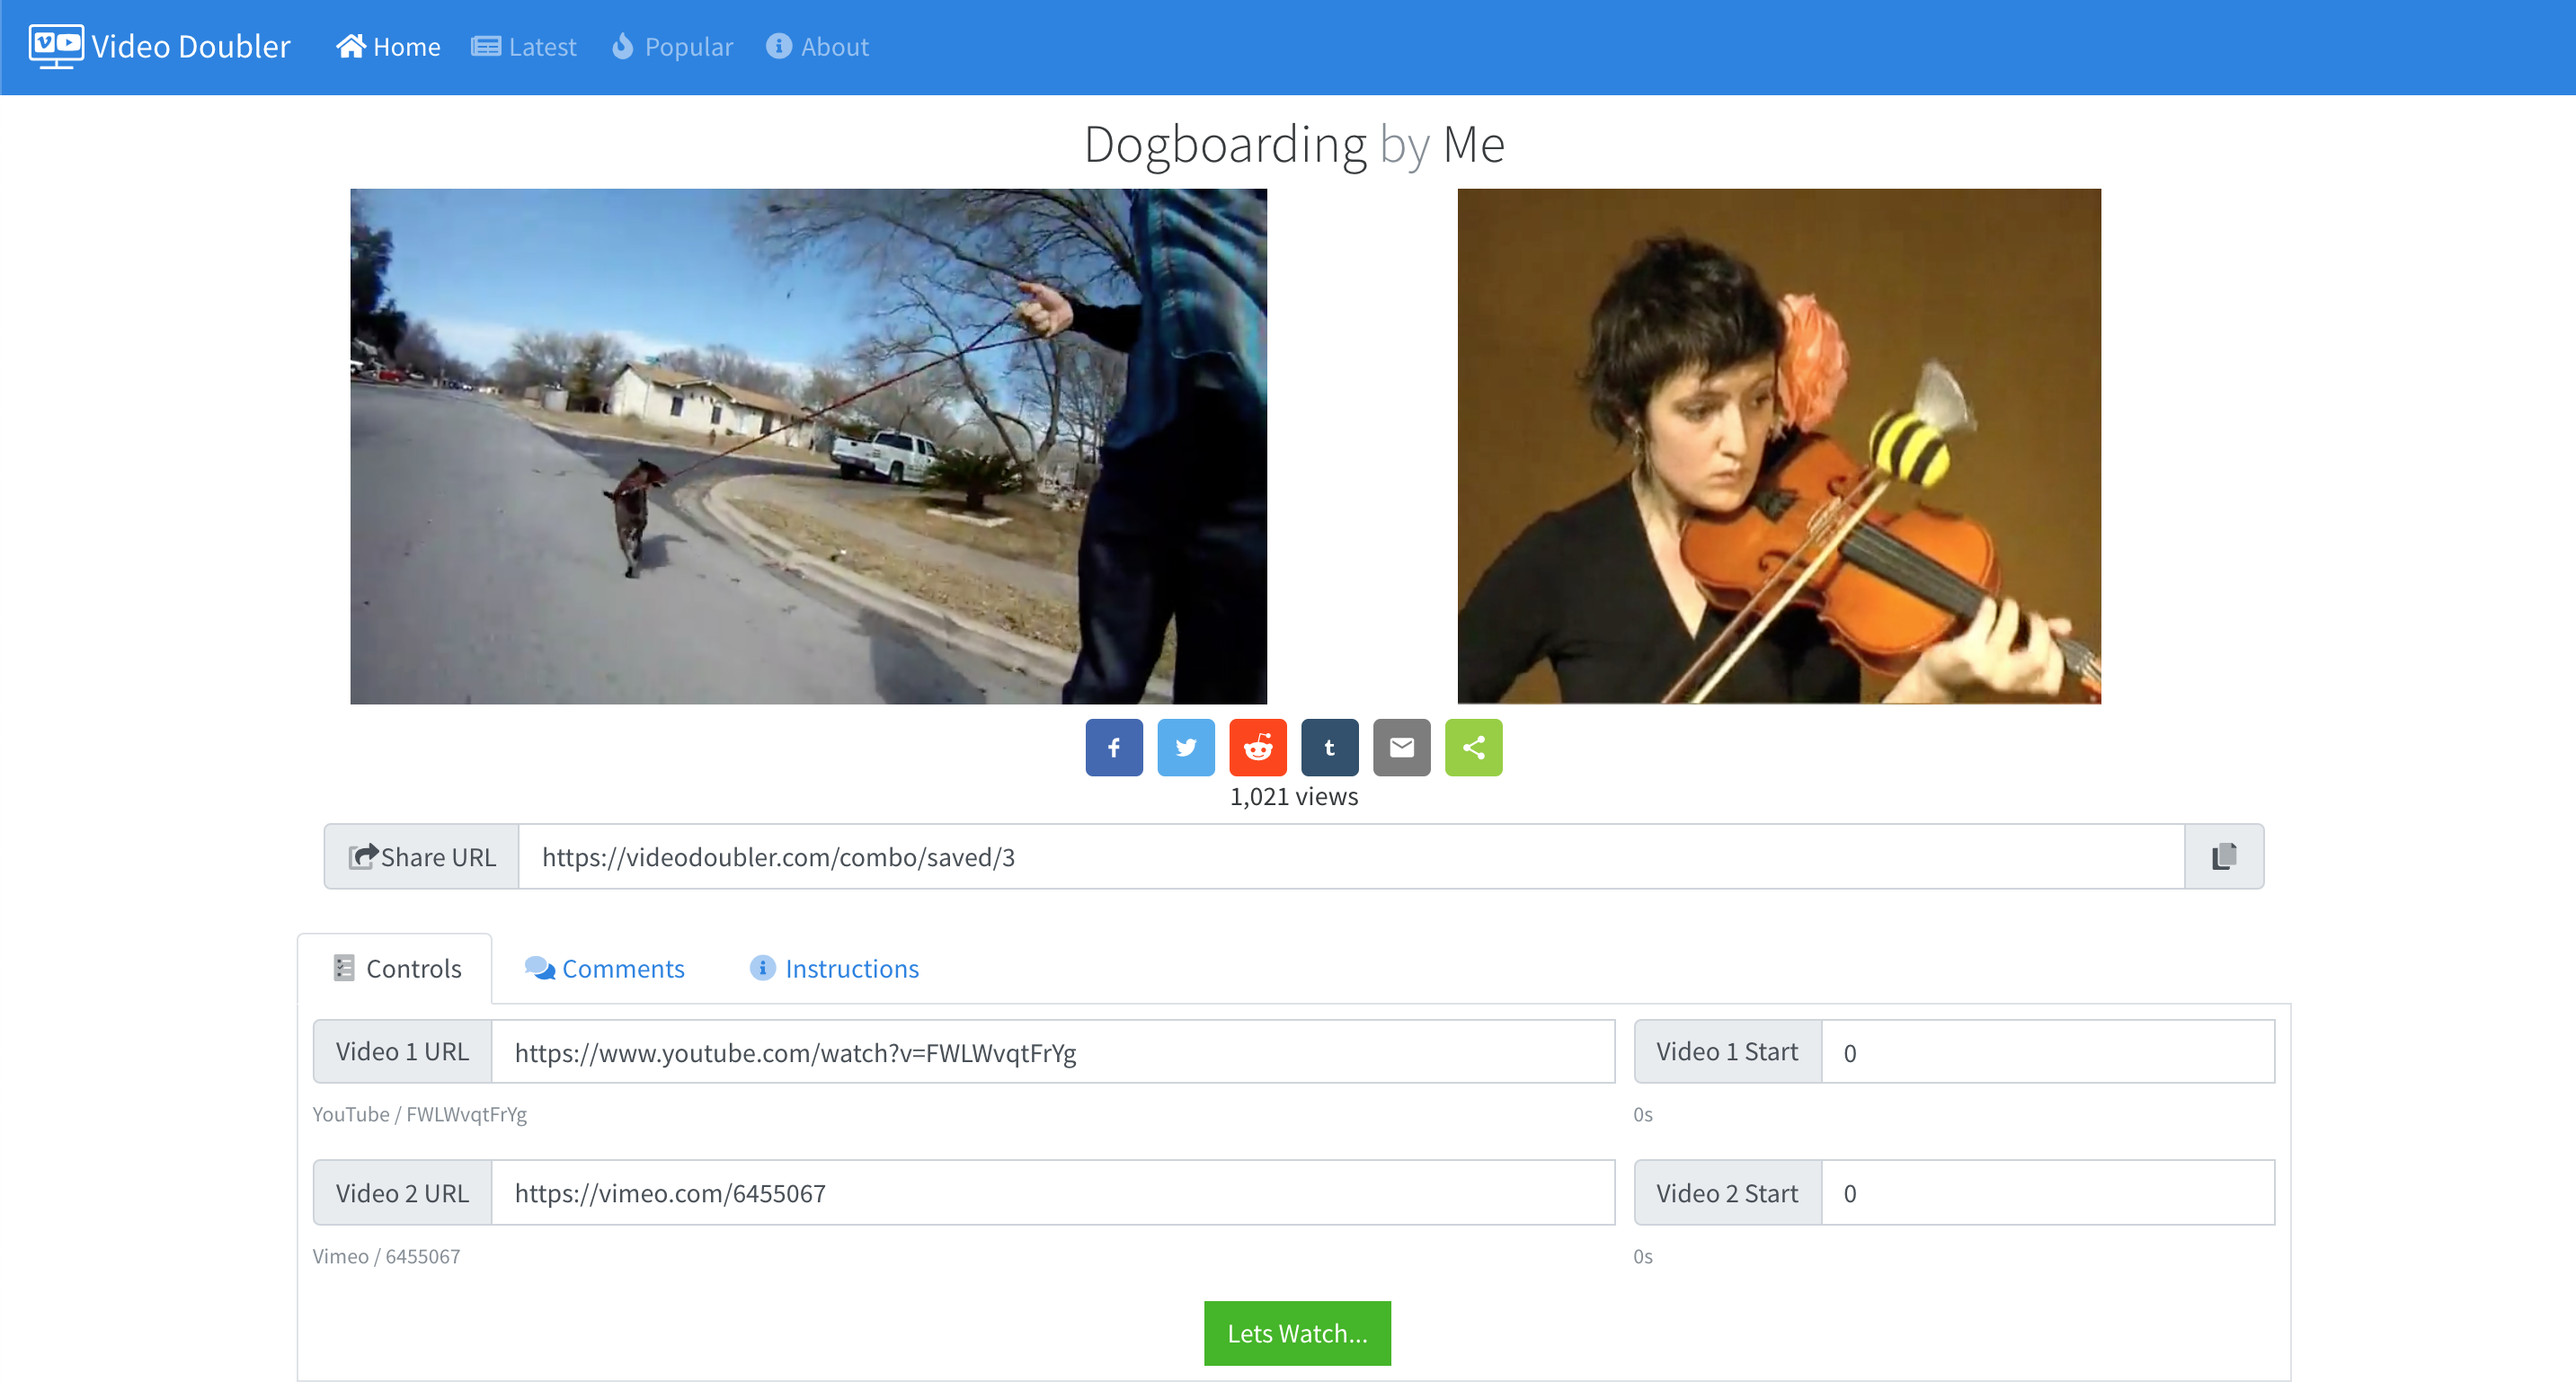 Video Doubler Home Latest Popular About
Dogboarding by Me
f t
1,021 views
Share URL https://videodoubler.com/combo/saved/3
Controls Comments Instructions
Video 1 URL https://www.youtube.com/watch?v=FWLWvqtFrYg Video 1 Start 0
YouTube / FWLWvqtFrYg 0s
Video 2 URL https://vimeo.com/6455067 Video 2 Start 0
Vimeo / 6455067 0s
Lets Watch...